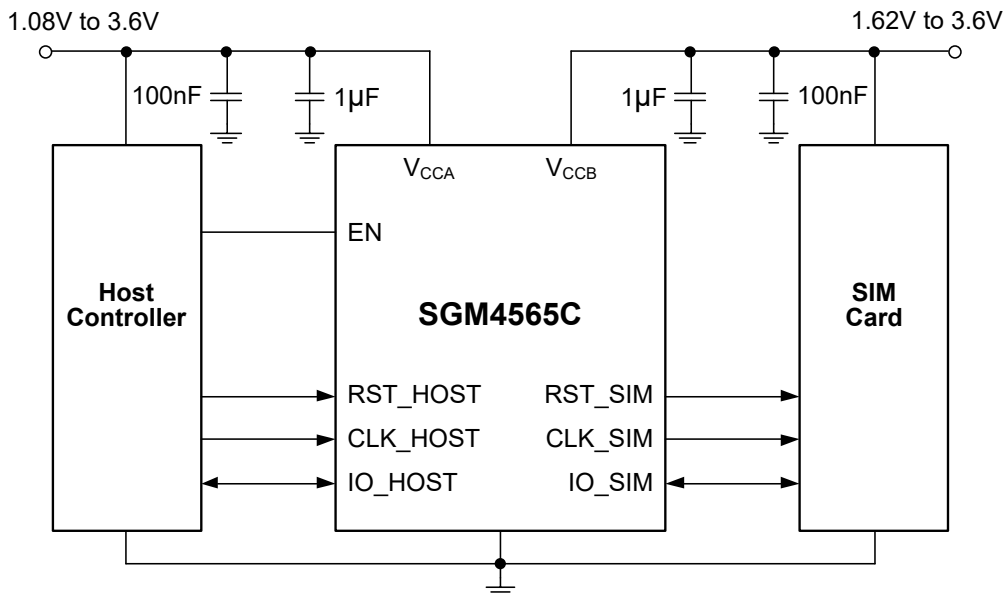 1.08V to 3.6V
1.62V to 3.6V
100nF
1µF
1µF
100nF
VCCA
VCCB
EN
Host
Controller
SGM4565C
SIM
Card
RST_HOST
RST_SIM
CLK_HOST
CLK_SIM
IO_HOST
IO_SIM